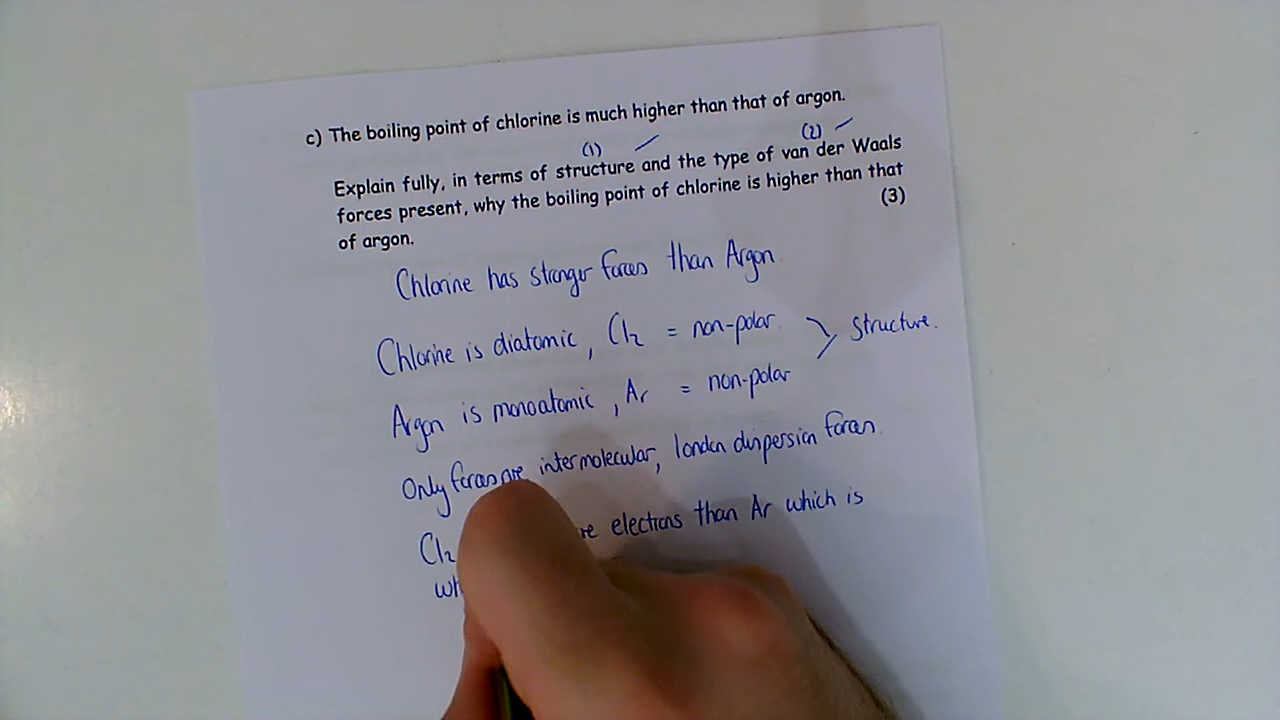 c) The boiling point of chlorine is much higher than that of argon.
(1) (2)
Explain fully, in terms of structure and the type of van der Waals
forces present, why the boiling point of chlorine is higher than that
of argon. (3)
Chlorine has stronger forces than Argon
Chlorine is diatomic, Cl2 = non-polar
structure.
Argon is monoatomic, Ar = non-polar
Only forces are intermolecular, london dispersion forces
Cl2 electrons than Ar which is